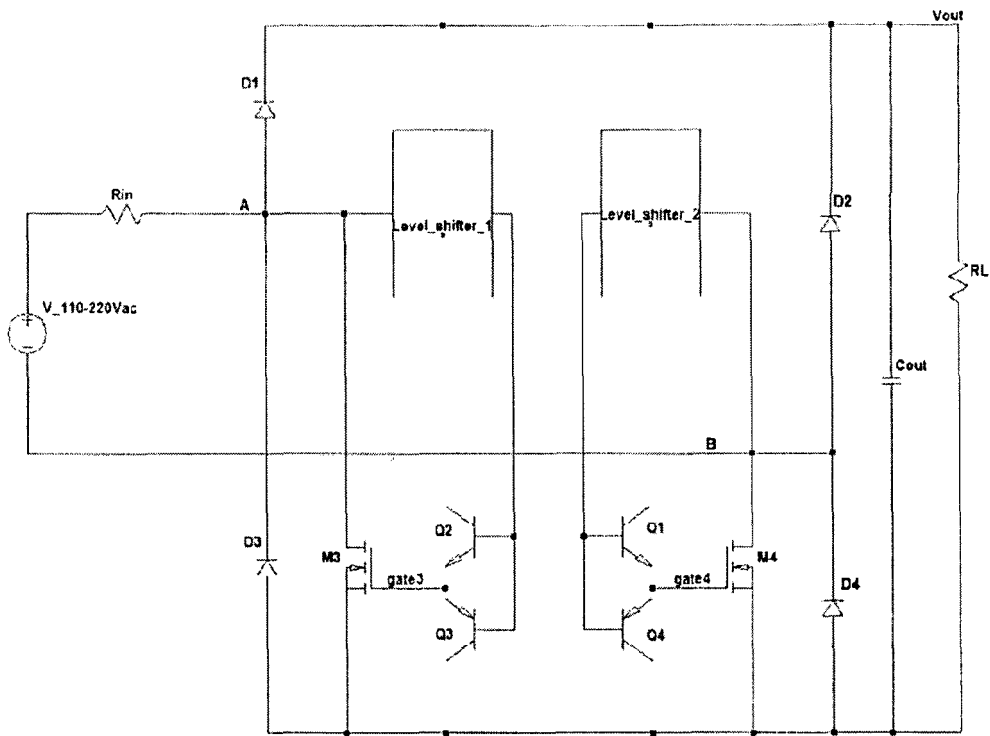 Vout
D1
Rin
A
Level_shifter_1
Level_shifter_2
D2
RL
V_110-220Vac
Cout
B
Q2
Q1
D3
M3
gate3
gate4
M4
D4
Q3
Q4